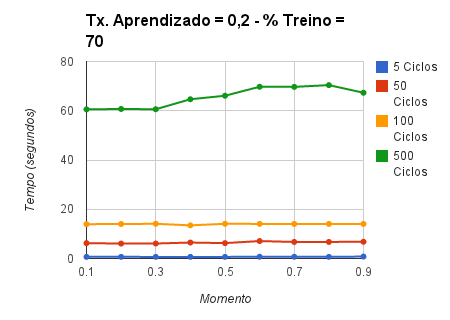 Tx. Aprendizado = 0,2 - % Treino =
70
80
60
40
20
0
0.1
0.3
0.5
0.7
0.9
Tempo (segundos)
Momento
5 Ciclos
50
Ciclos
100
Ciclos
500
Ciclos